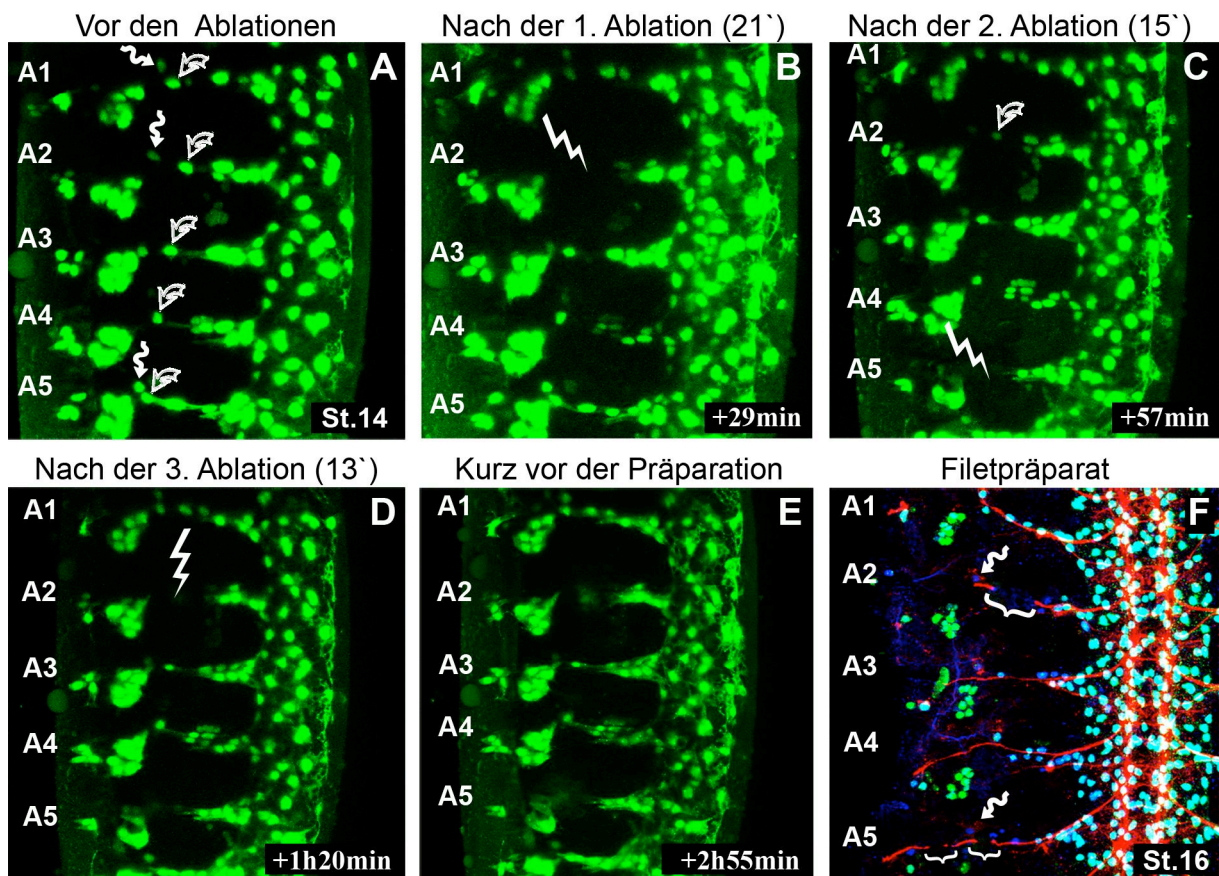 Vor den Ablationen
A
A1
A2
A3
A4
A5
St.14
Nach der 1. Ablation (21`)
B
A1
A2
A3
A4
A5
+29min
Nach der 2. Ablation (15`)
C
A1
A2
A3
A4
A5
+57min
Nach der 3. Ablation (13`)
D
A1
A2
A3
A4
A5
+1h20min
Kurz vor der Präparation
E
A1
A2
A3
A4
A5
+2h55min
Filetpräparat
F
A1
A2
A3
A4
A5
St.16